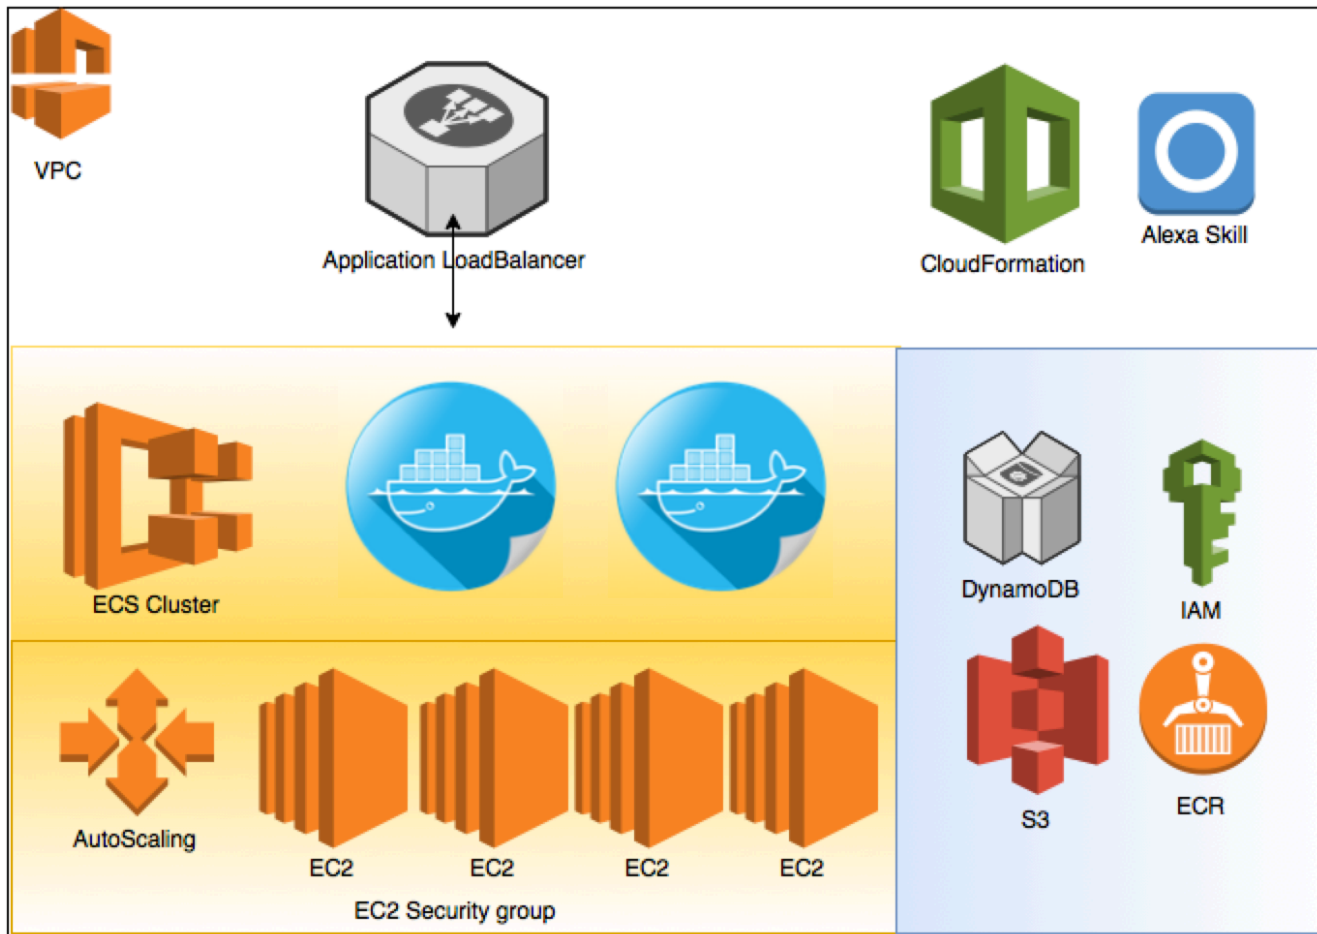 VPC
Application LoadBalancer
CloudFormation
Alexa Skill
ECS Cluster
DynamoDB
IAM
AutoScaling
EC2
EC2
EC2
EC2
EC2 Security group
S3
ECR